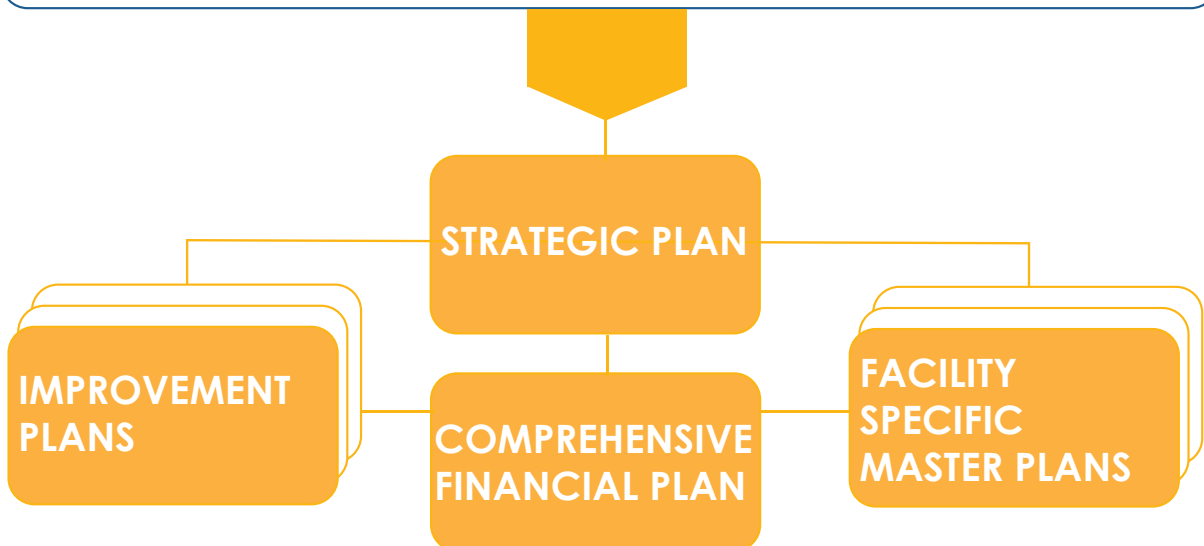 STRATEGIC PLAN
IMPROVEMENT
PLANS
COMPREHENSIVE
FINANCIAL PLAN
FACILITY
SPECIFIC
MASTER PLANS